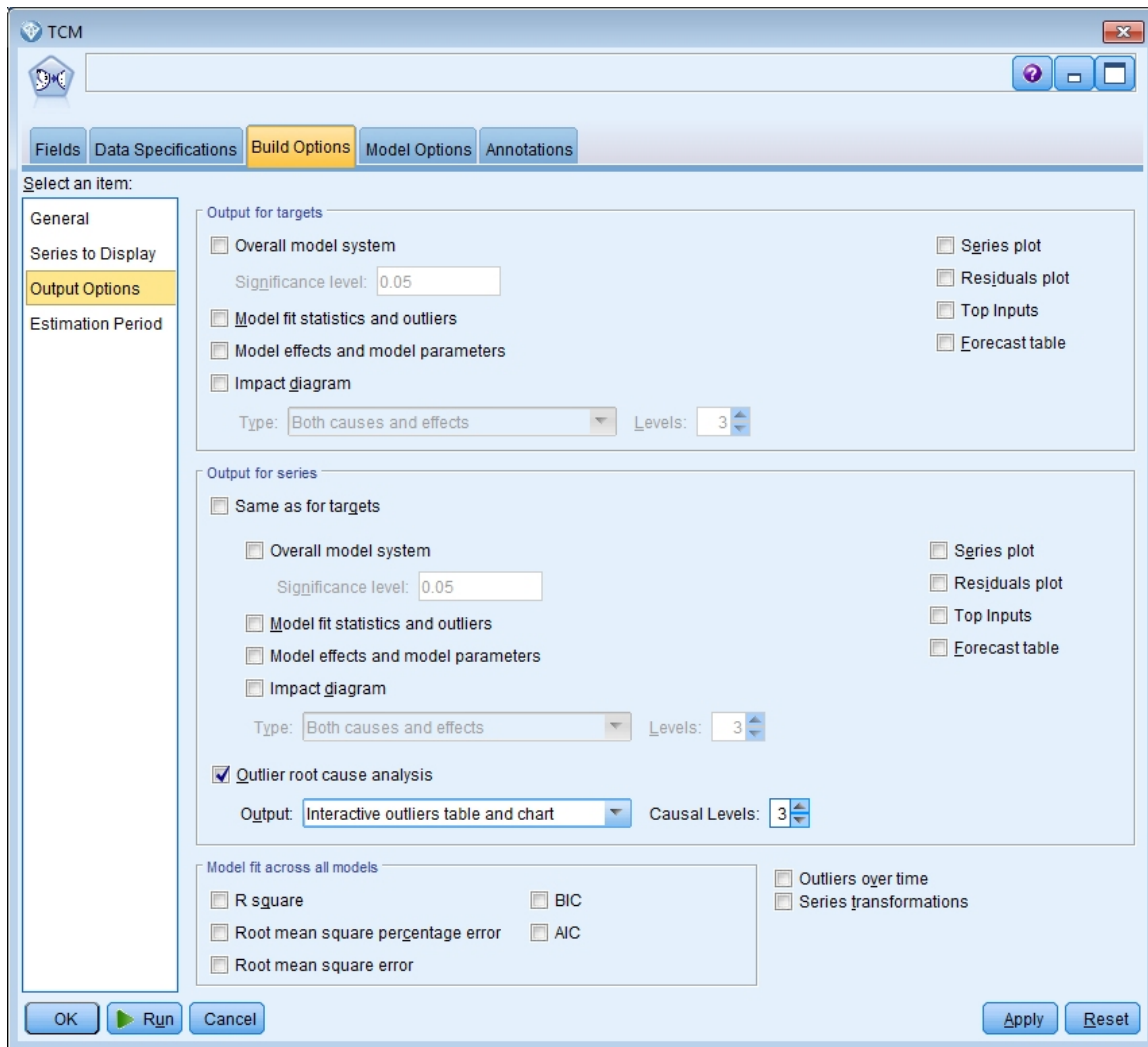 TCM
Fields Data Specifications Build Options Model Options Annotations
Select an item:
General
Series to Display
Output Options
Estimation Period
Output for targets
Overall model system
Significance level: 0.05
Model fit statistics and outliers
Model effects and model parameters
Impact diagram
Type: Both causes and effects Levels: 3
Series plot
Residuals plot
Top Inputs
Forecast table
Output for series
Same as for targets
Overall model system
Significance level: 0.05
Model fit statistics and outliers
Model effects and model parameters
Impact diagram
Type: Both causes and effects Levels: 3
Series plot
Residuals plot
Top Inputs
Forecast table
Outlier root cause analysis
Output: Interactive outliers table and chart Causal Levels: 3
Model fit across all models
R square BIC
Root mean square percentage error AIC
Root mean square error
Outliers over time
Series transformations
OK Run Cancel Apply Reset